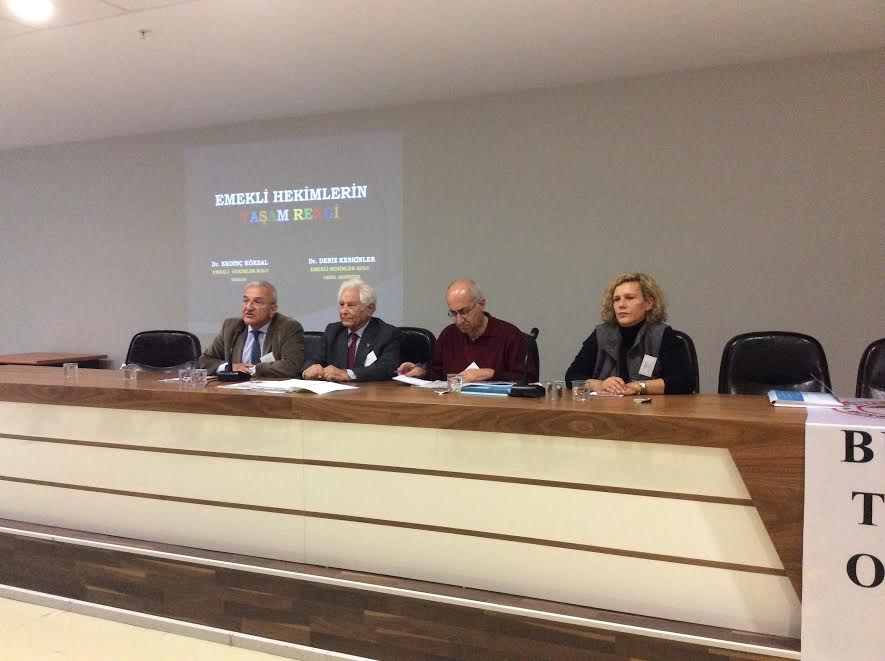 EMEKLİ HEKİMLERİN
YAŞAM RENGİ
Dr. ERDİNÇ KÖKSAL
EMEKLİ HEKİMLER KOLU
Dr. DENİZ KESKİNLER
EMEKLİ HEKİMLER KOLU
B
T
O